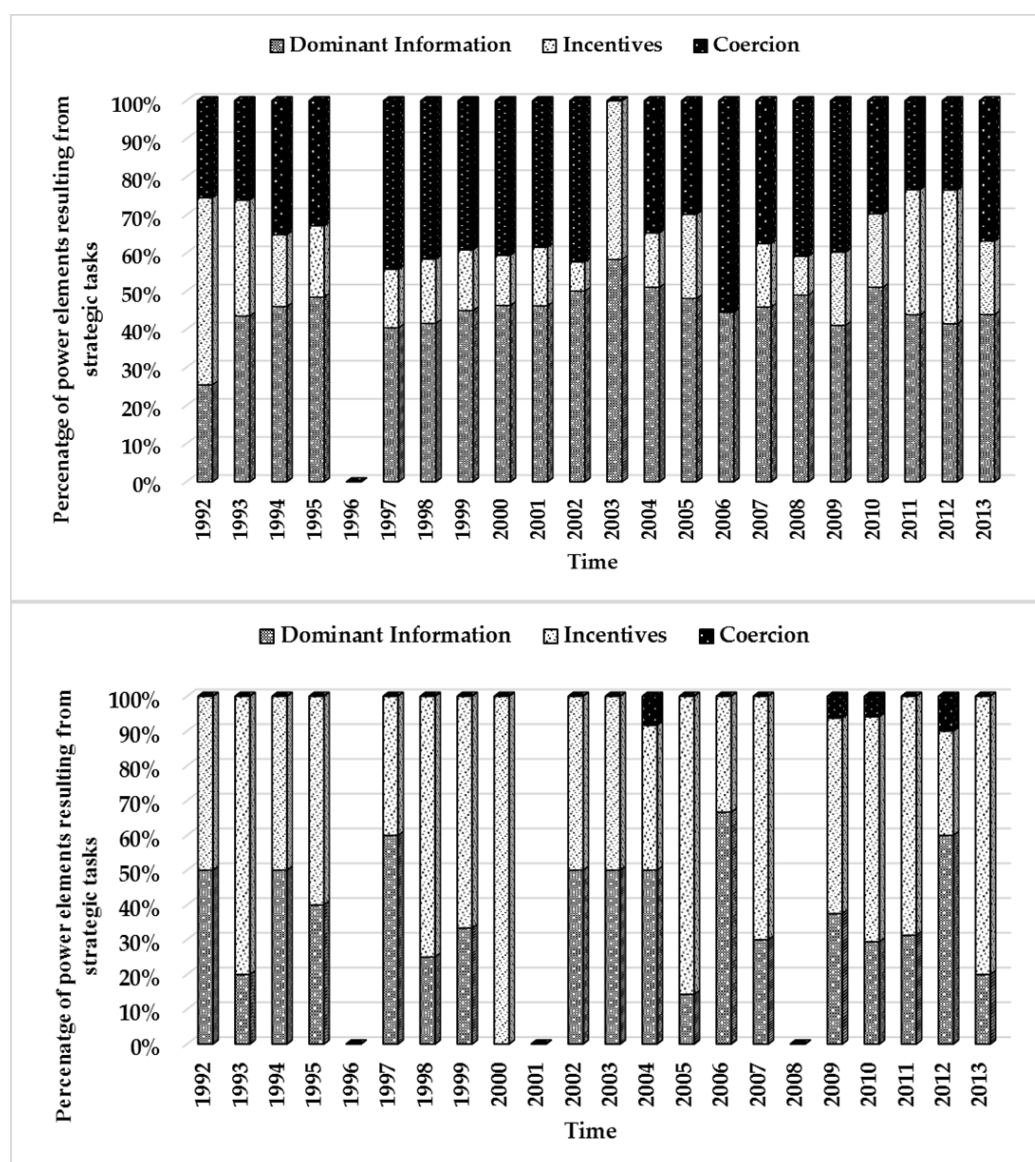 Dominant Information Incentives Coercion
100%
90%
80%
70%
60%
50%
40%
30%
20%
10%
0%
Percenatge of power elements resulting from
strategic tasks
1992 1993 1994 1995 1996 1997 1998 1999 2000 2001 2002 2003 2004 2005 2006 2007 2008 2009 2010 2011 2012 2013
Time
Dominant Information Incentives Coercion
100%
90%
80%
70%
60%
50%
40%
30%
20%
10%
0%
Percenatge of power elements resulting from
strategic tasks
1992 1993 1994 1995 1996 1997 1998 1999 2000 2001 2002 2003 2004 2005 2006 2007 2008 2009 2010 2011 2012 2013
Time